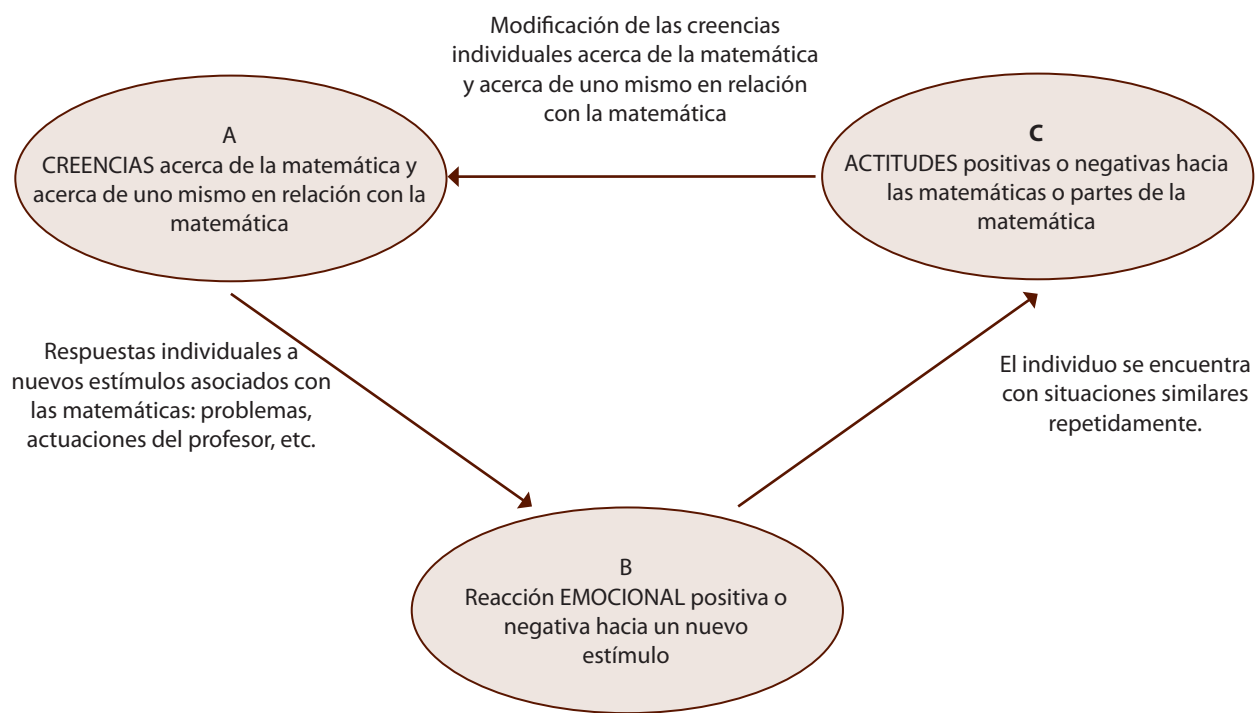 Modificación de las creencias
individuales acerca de la matemática
y acerca de uno mismo en relación
con la matemática
A
CREENCIAS acerca de la matemática y
acerca de uno mismo en relación con la
matemática
C
ACTITUDES positivas o negativas hacia
las matemáticas o partes de la
matemática
Respuestas individuales a
nuevos estímulos asociados con
las matemáticas: problemas,
actuaciones del profesor, etc.
El individuo se encuentra
con situaciones similares
repetidamente.
B
Reacción EMOCIONAL positiva o
negativa hacia un nuevo
estímulo